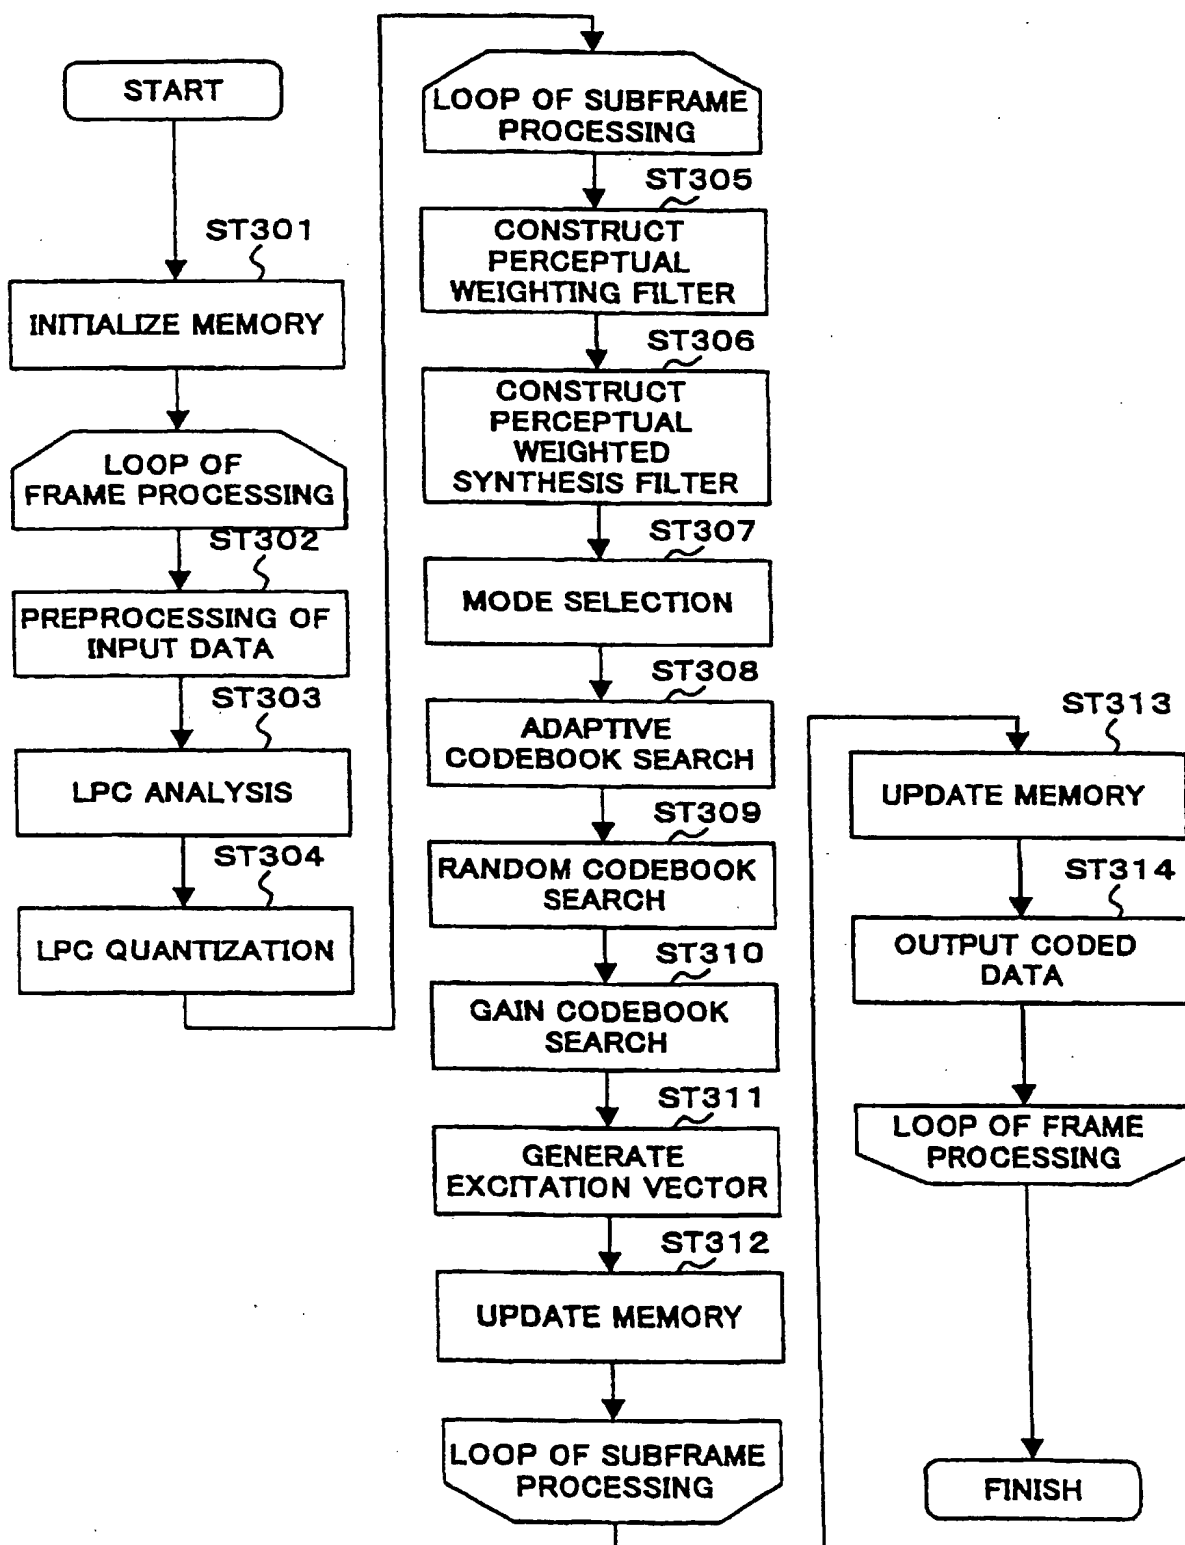 START
ST301
INITIALIZE MEMORY
LOOP OF
FRAME PROCESSING
ST302
PREPROCESSING OF
INPUT DATA
ST303
LPC ANALYSIS
ST304
LPC QUANTIZATION
LOOP OF SUBFRAME
PROCESSING
ST305
CONSTRUCT
PERCEPTUAL
WEIGHTING FILTER
ST306
CONSTRUCT
PERCEPTUAL
WEIGHTED
SYNTHESIS FILTER
ST307
MODE SELECTION
ST308
ADAPTIVE
CODEBOOK SEARCH
ST309
RANDOM CODEBOOK
SEARCH
ST310
GAIN CODEBOOK
SEARCH
ST311
GENERATE
EXCITATION VECTOR
ST312
UPDATE MEMORY
LOOP OF SUBFRAME
PROCESSING
ST313
UPDATE MEMORY
ST314
OUTPUT CODED
DATA
LOOP OF FRAME
PROCESSING
FINISH